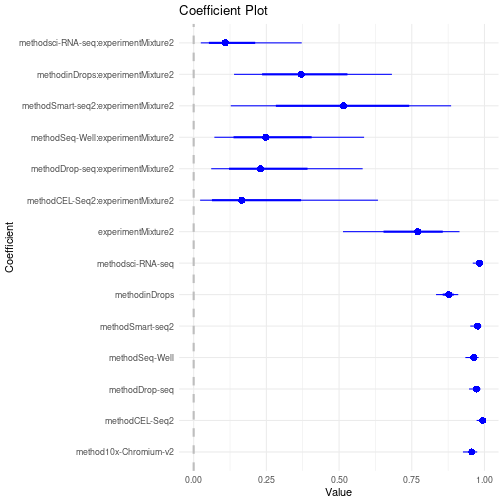 Coefficient Plot
methodsci-RNA-seq:experimentMixture2
methodinDrops:experimentMixture2
methodSmart-seq2:experimentMixture2
methodSeq-Well:experimentMixture2
methodDrop-seq:experimentMixture2
methodCEL-Seq2:experimentMixture2
experimentMixture2
methodsci-RNA-seq
methodinDrops
methodSmart-seq2
methodSeq-Well
methodDrop-seq
methodCEL-Seq2
method10x-Chromium-v2
Coefficient
0.00 0.25 0.50 0.75 1.00
Value